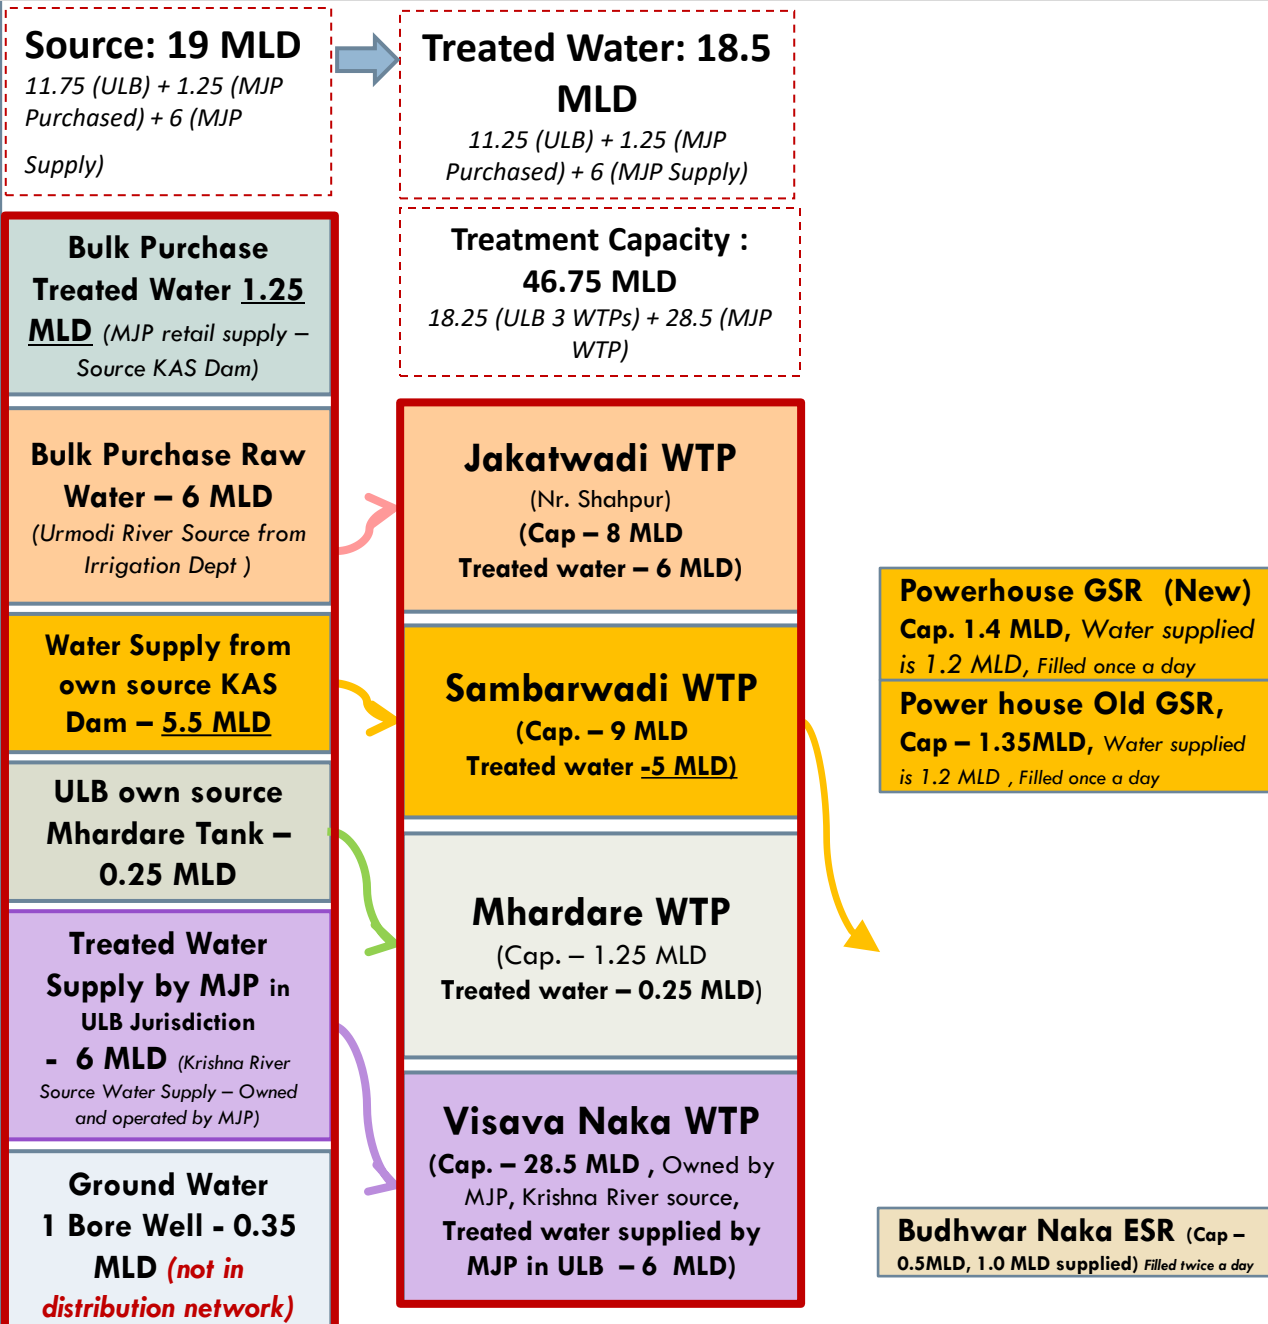 Source: 19 MLD
11.75 (ULB) + 1.25 (MJP
Purchased) + 6 (MJP
Supply)
Treated Water: 18.5
MLD
11.25 (ULB) + 1.25 (MJP
Purchased) + 6 (MJP Supply)
Treatment Capacity :
46.75 MLD
18.25 (ULB 3 WTPs) + 28.5 (MJP
WTP)
Bulk Purchase
Treated Water 1.25
MLD (MJP retail supply –
Source KAS Dam)
Bulk Purchase Raw
Water – 6 MLD
(Urmodi River Source from
Irrigation Dept )
Water Supply from
own source KAS
Dam – 5.5 MLD
ULB own source
Mhardare Tank –
0.25 MLD
Treated Water
Supply by MJP in
ULB Jurisdiction
- 6 MLD (Krishna River
Source Water Supply – Owned
and operated by MJP)
Ground Water
1 Bore Well - 0.35
MLD (not in
distribution network)
Jakatwadi WTP
(Nr. Shahpur)
(Cap – 8 MLD
Treated water – 6 MLD)
Sambarwadi WTP
(Cap. – 9 MLD
Treated water -5 MLD)
Mhardare WTP
(Cap. – 1.25 MLD
Treated water – 0.25 MLD)
Visava Naka WTP
(Cap. – 28.5 MLD , Owned by
MJP, Krishna River source,
Treated water supplied by
MJP in ULB – 6 MLD)
Powerhouse GSR (New)
Cap. 1.4 MLD, Water supplied
is 1.2 MLD, Filled once a day
Power house Old GSR,
Cap – 1.35MLD, Water supplied
is 1.2 MLD , Filled once a day
Budhwar Naka ESR (Cap –
0.5MLD, 1.0 MLD supplied) Filled twice a day